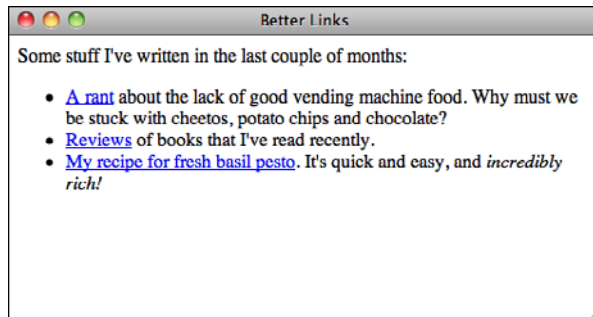 Better Links
Some stuff I've written in the last couple of months:
• A rant about the lack of good vending machine food. Why must we
be stuck with cheetos, potato chips and chocolate?
• Reviews of books that I've read recently.
• My recipe for fresh basil pesto. It's quick and easy, and incredibly
rich!